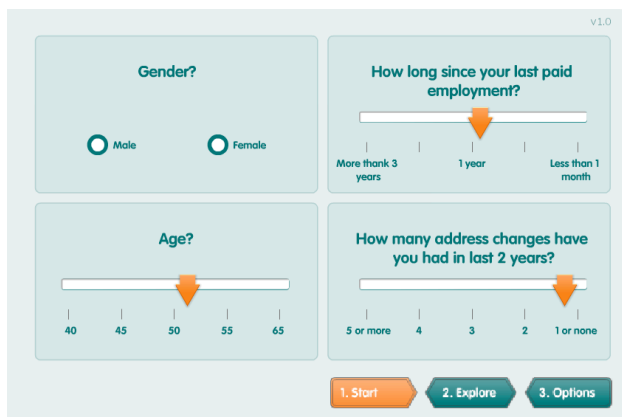 v1.0
Gender?
Male
Female
How long since your last paid
employment?
More thank 3
years
1 year
Less than 1
month
Age?
40 45 50 55 65
How many address changes have
you had in last 2 years?
5 or more 4 3 2 1 or none
1. Start
2. Explore
3. Options